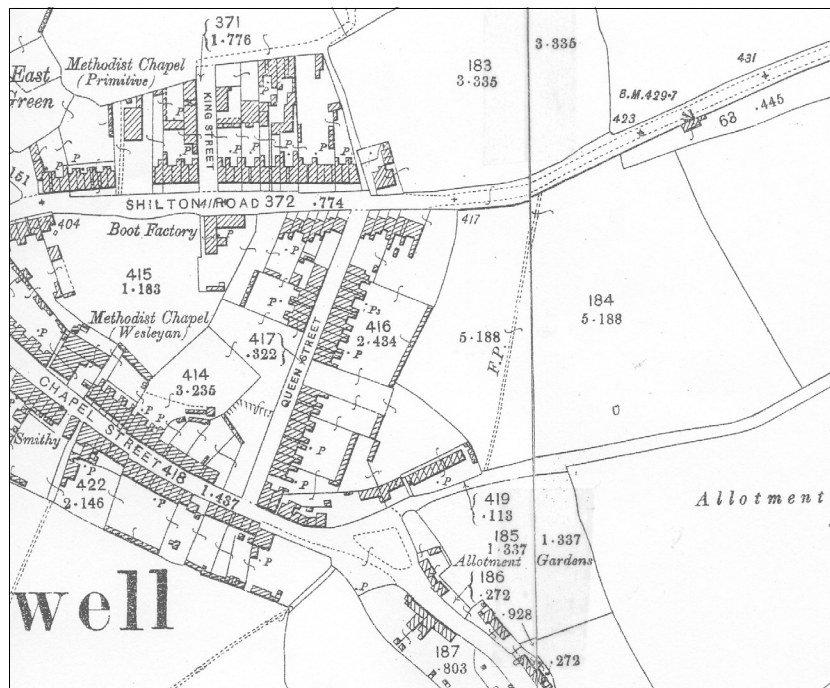 371
1·776
Methodist Chapel
(Primitive)
East
Green
KING STREET
183
3·335
3·335
431
B.M.429·7
423
63
·445
151
SHILTON ROAD 372 ·774
417
404
Boot Factory
415
1·183
Methodist Chapel
(Wesleyan)
414
3·235
417
·322
QUEEN STREET
416
2·434
5·188
F.P.
184
5·188
CHAPEL STREET 418 1·437
Smithy
422
2·146
419
·113
185
1·337
1·337
Allotment Gardens
Allotment
186
·272
·928
·272
187
·803
well
P
P
P
P
P
P
P
P
P
P
P
P
P